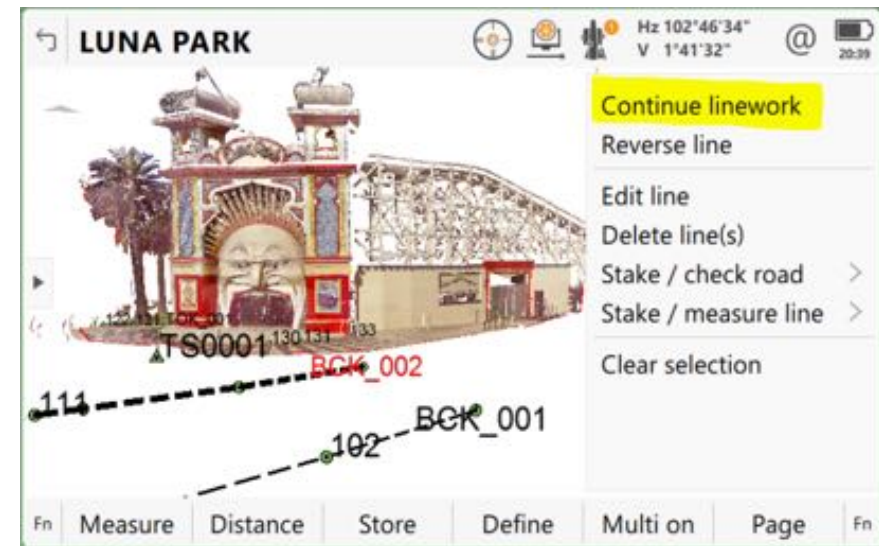 LUNA PARK
Hz 102°46'34"
V 1°41'32"
@
20:39
Continue linework
Reverse line
Edit line
Delete line(s)
Stake / check road
Stake / measure line
Clear selection
TS0001
130 131
133
BCK_002
111
BCK_001
102
Fn Measure Distance Store Define Multi on Page Fn